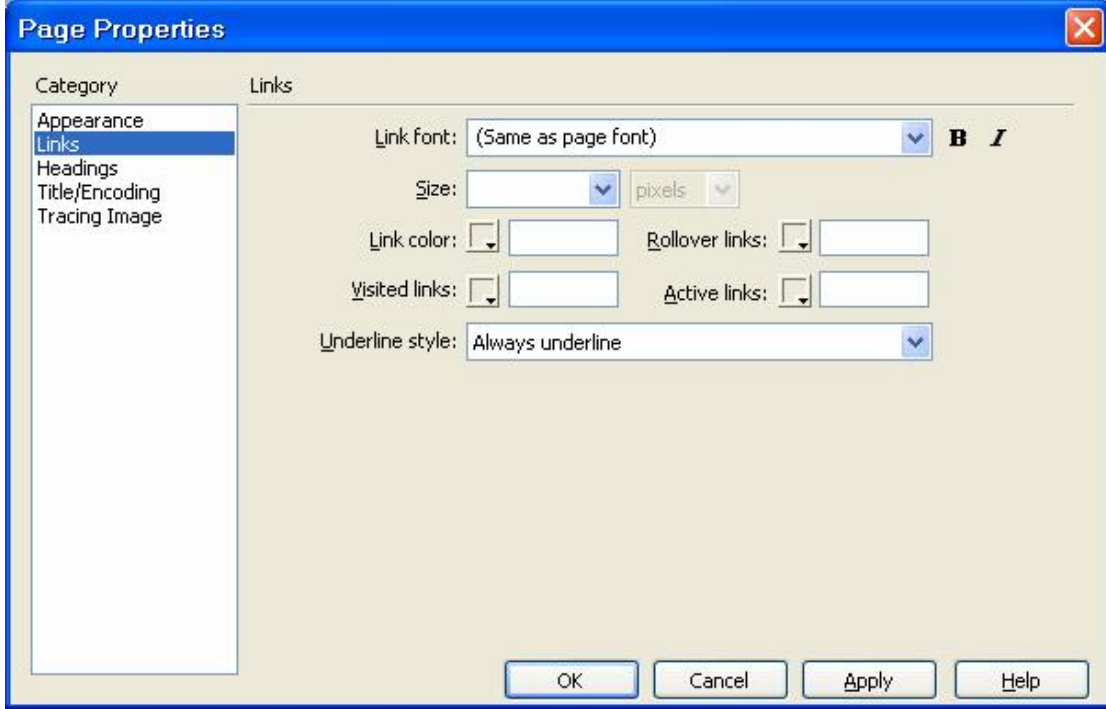 Page Properties
Category
Links
Appearance
Links
Headings
Title/Encoding
Tracing Image
Link font: (Same as page font) B I
Size: pixels
Link color: Rollover links:
Visited links: Active links:
Underline style: Always underline
OK Cancel Apply Help